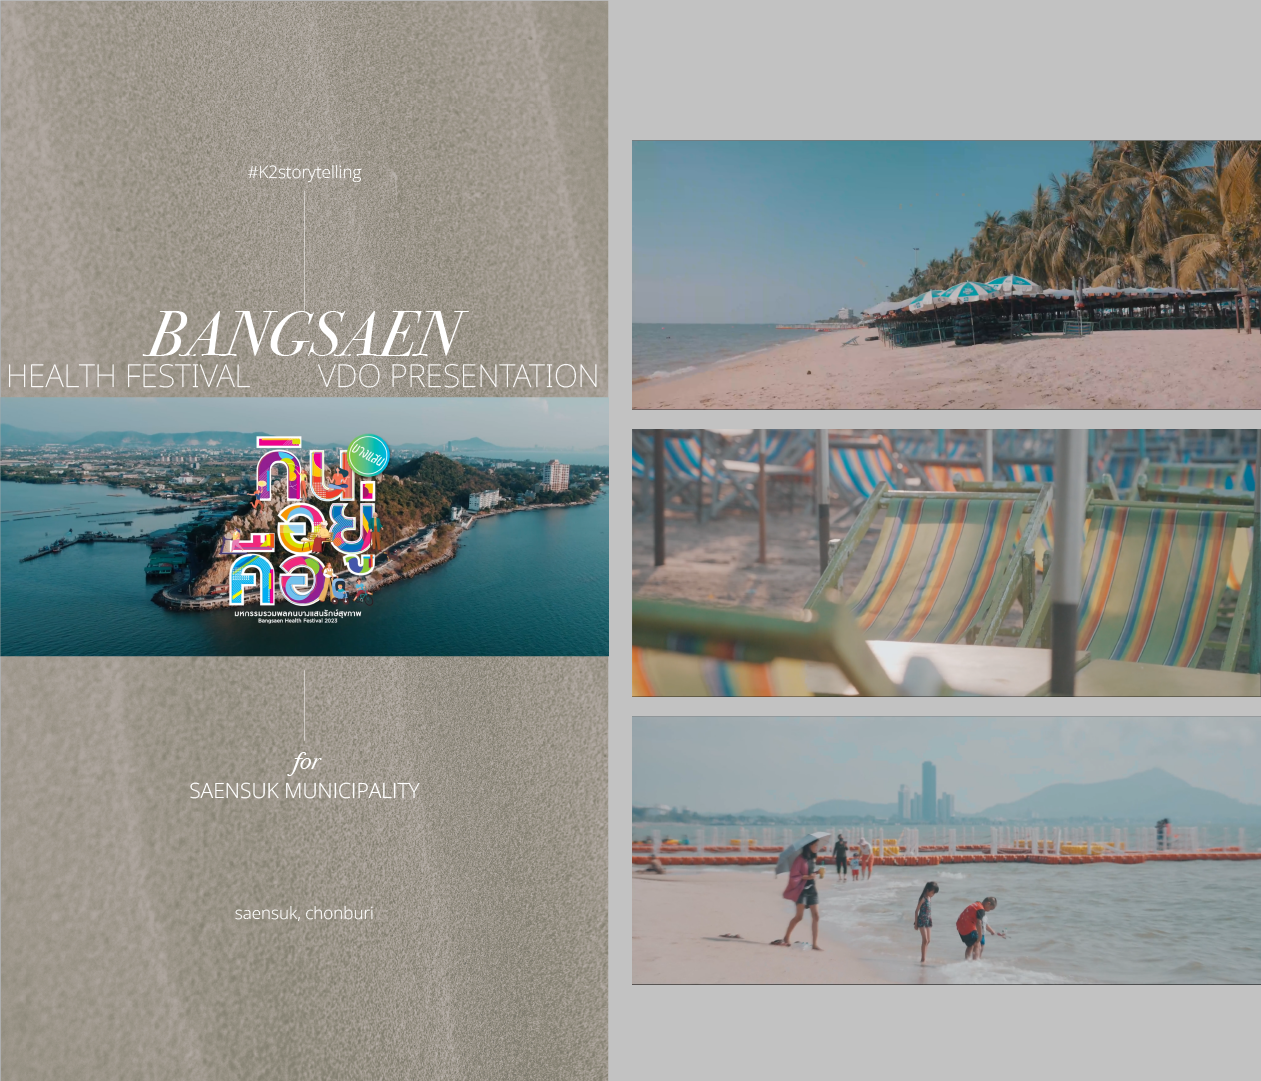 #K2storytelling
BANGSAEN
HEALTH FESTIVAL VDO PRESENTATION
บางแสน
กิน
อยู่
คือ
มหกรรมรวมพลคนบางแสนรักษ์สุขภาพ
Bangsaen Health Festival 2023
for
SAENSUK MUNICIPALITY
saensuk, chonburi